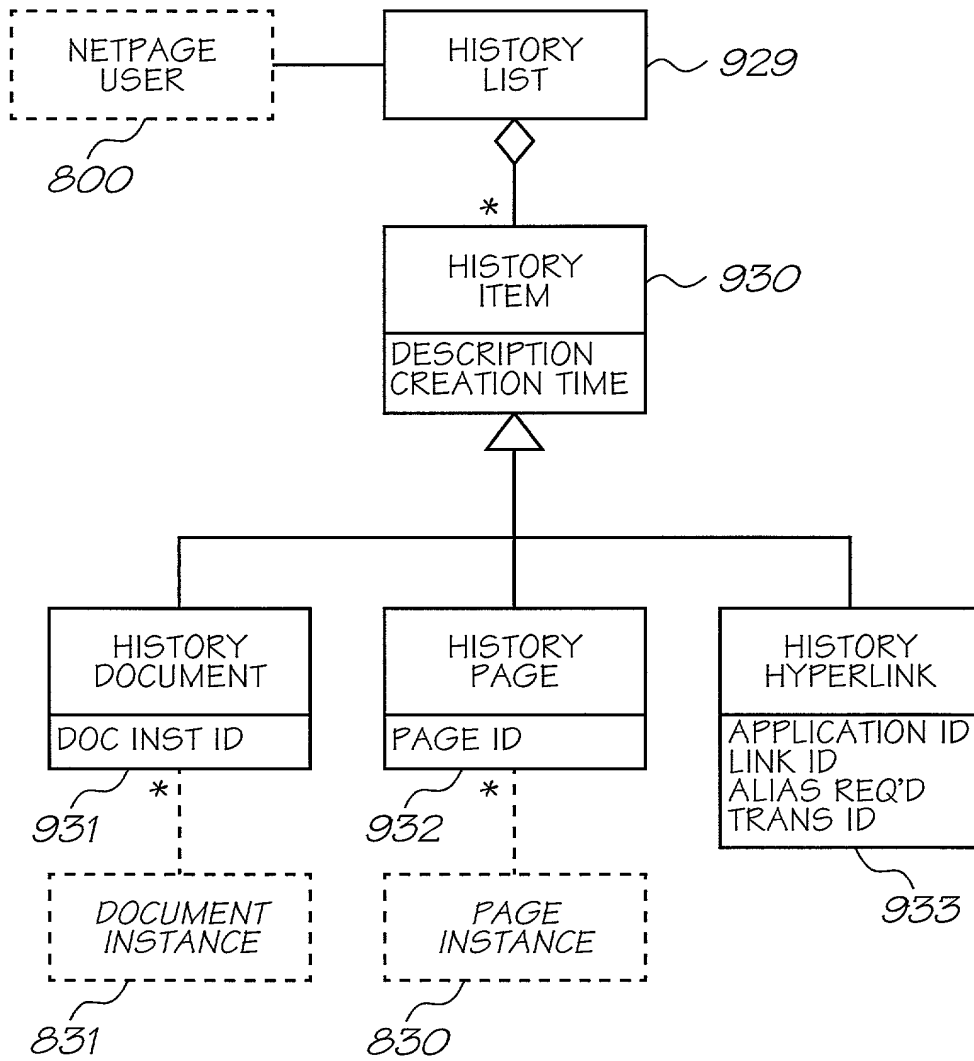 NETPAGE
USER
800
HISTORY
LIST
929
*
HISTORY
ITEM
930
DESCRIPTION
CREATION TIME
HISTORY
DOCUMENT
DOC INST ID
931
*
HISTORY
PAGE
PAGE ID
932
*
HISTORY
HYPERLINK
APPLICATION ID
LINK ID
ALIAS REQ'D
TRANS ID
933
DOCUMENT
INSTANCE
831
PAGE
INSTANCE
830